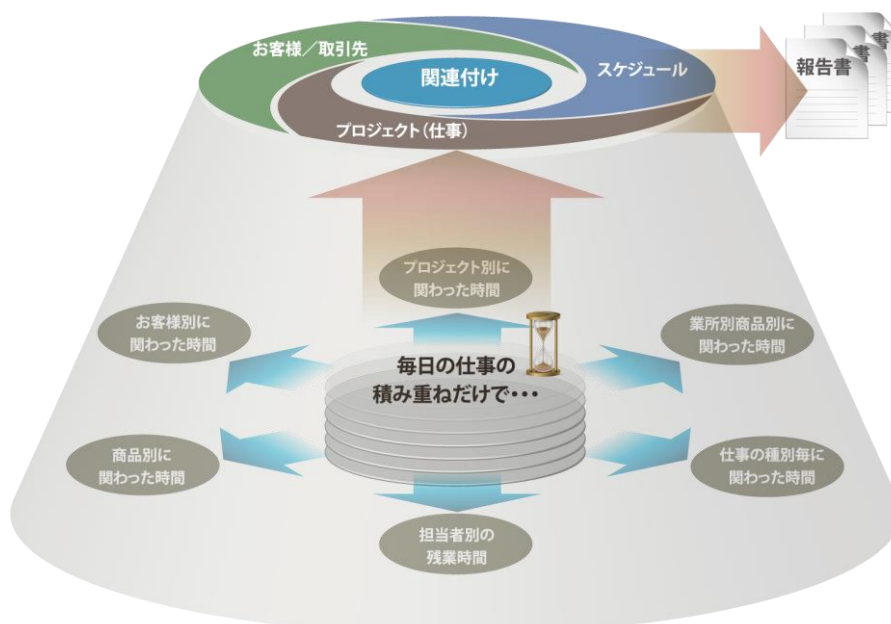 お客様／取引先
関連付け
スケジュール
プロジェクト(仕事)
報告書
プロジェクト別に
関わった時間
お客様別に
関わった時間
業所別商品別に
関わった時間
毎日の仕事の
積み重ねだけで・・・
商品別に
関わった時間
仕事の種別毎に
関わった時間
担当者別の
残業時間